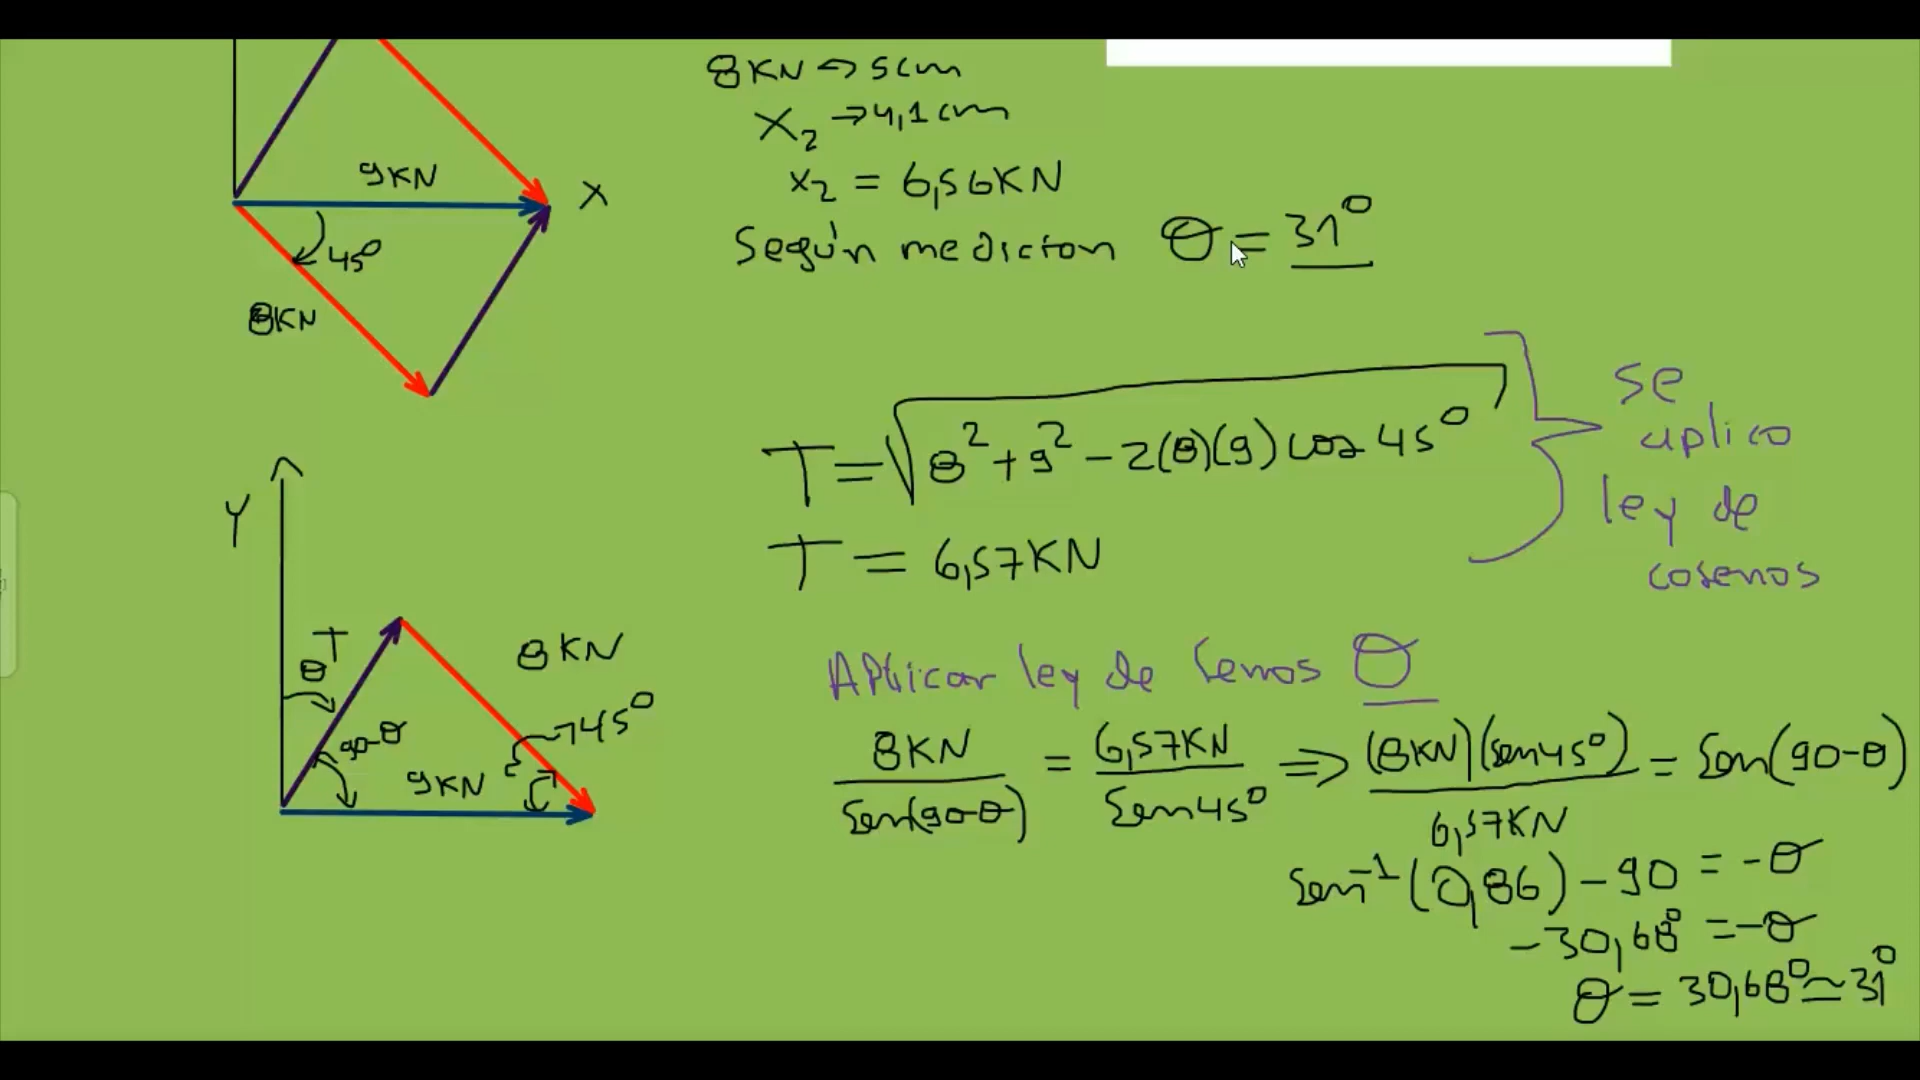 8KN → 5cm
X₂ → 4,1cm
X₂ = 6,56KN
Según medicion θ = 31°
9KN
X
45°
8KN
T = √8² + 9² - 2(8)(9) cos 45°
T = 6,57KN
se
aplico
ley de
cosenos
Y
T
θ
8KN
90-θ
45°
9KN
Aplicar ley de senos θ
8KN / Sen(90-θ) = 6,57KN / Sen45° ⇒ (8KN)(sen45°) / 6,57KN = Sen(90-θ)
Sen⁻¹(0,86) - 90 = -θ
-30,68° = -θ
θ = 30,68° ≃ 31°